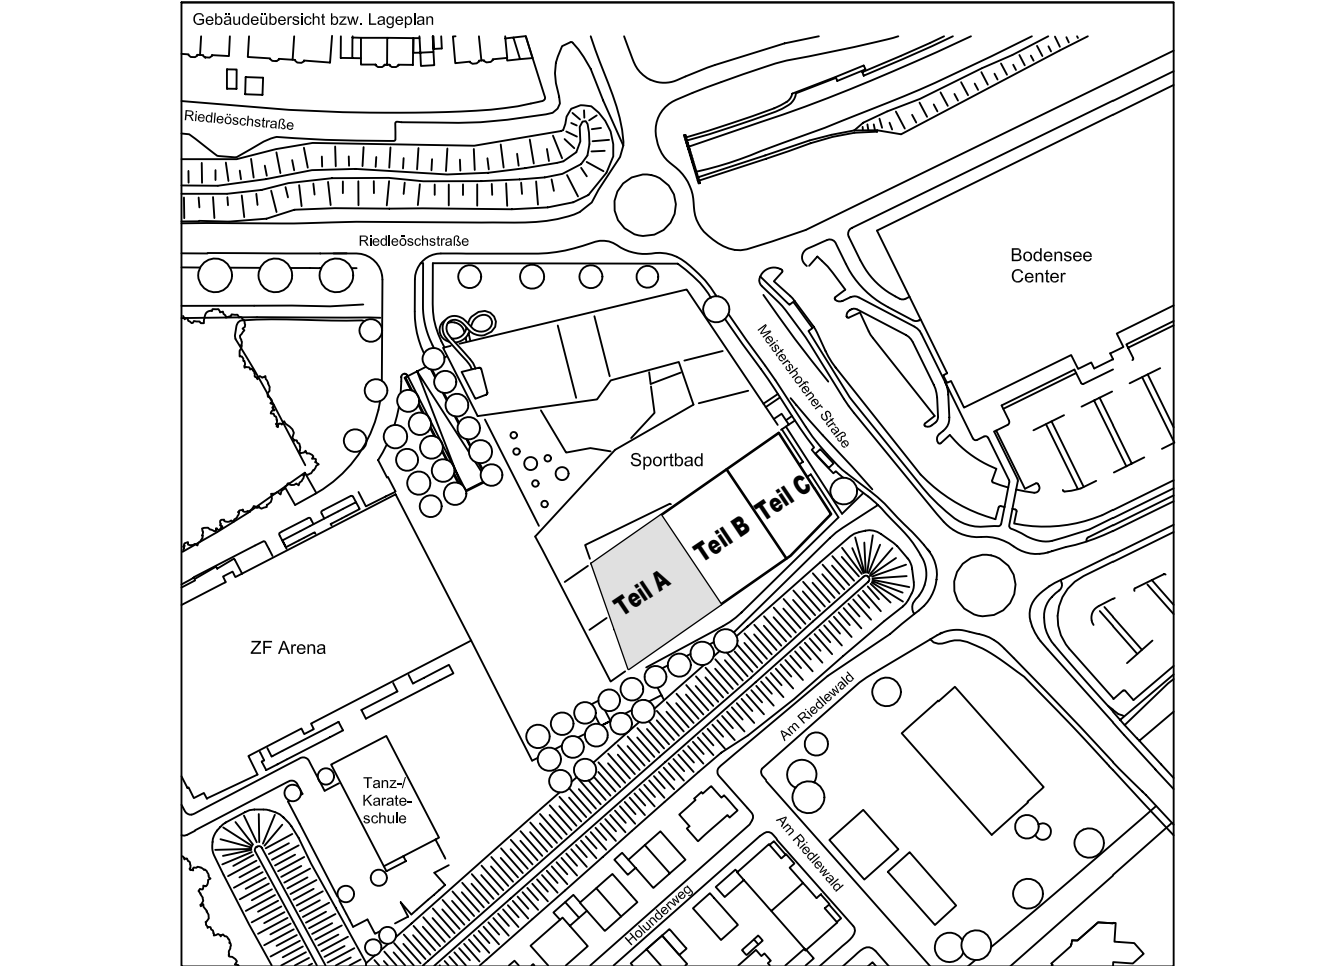 Gebäudeübersicht bzw. Lageplan
Riedleöschstraße
Riedleöschstraße
Bodensee
Center
Meistershofener Straße
Sportbad
Teil C
Teil B
Teil A
ZF Arena
Am Riedlewald
Tanz-/
Karate-
schule
Am Riedlewald
Holunderweg